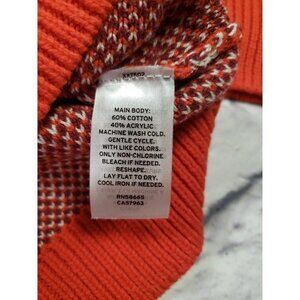 MAIN BODY:
60% COTTON
40% ACRYLIC
MACHINE WASH COLD.
GENTLE CYCLE.
WITH LIKE COLORS.
ONLY NON-CHLORINE
BLEACH IF NEEDED.
RESHAPE.
LAY FLAT TO DRY.
COOL IRON IF NEEDED.
RN58665
CA57963